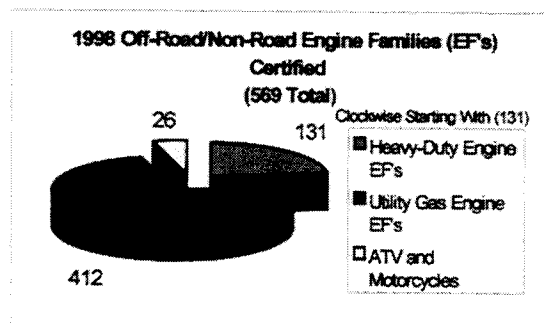 1998 Off-Road/Non-Road Engine Families (EF's)
Certified
(569 Total)
Clockwise Starting With (131)
26
131
Heavy-Duty Engine
EF's
Utility Gas Engine
EF's
ATV and
Motorcycles
412